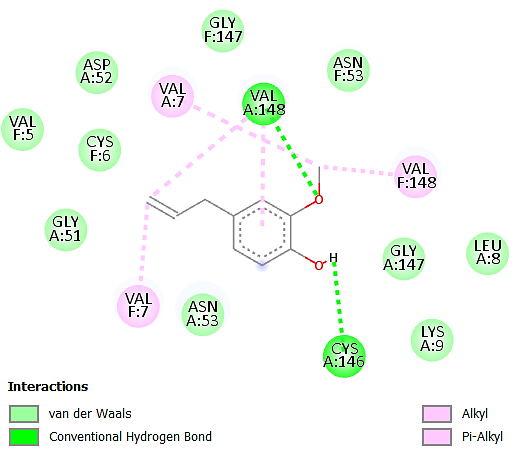 GLY
F:147
ASP
A:52
ASN
F:53
VAL
A:7
VAL
A:148
VAL
F:5
CYS
F:6
VAL
F:148
O
GLY
A:51
LEU
A:8
GLY
A:147
H
O
VAL
F:7
ASN
A:53
LYS
A:9
CYS
A:146
Interactions
van der Waals
Conventional Hydrogen Bond
Alkyl
Pi-Alkyl